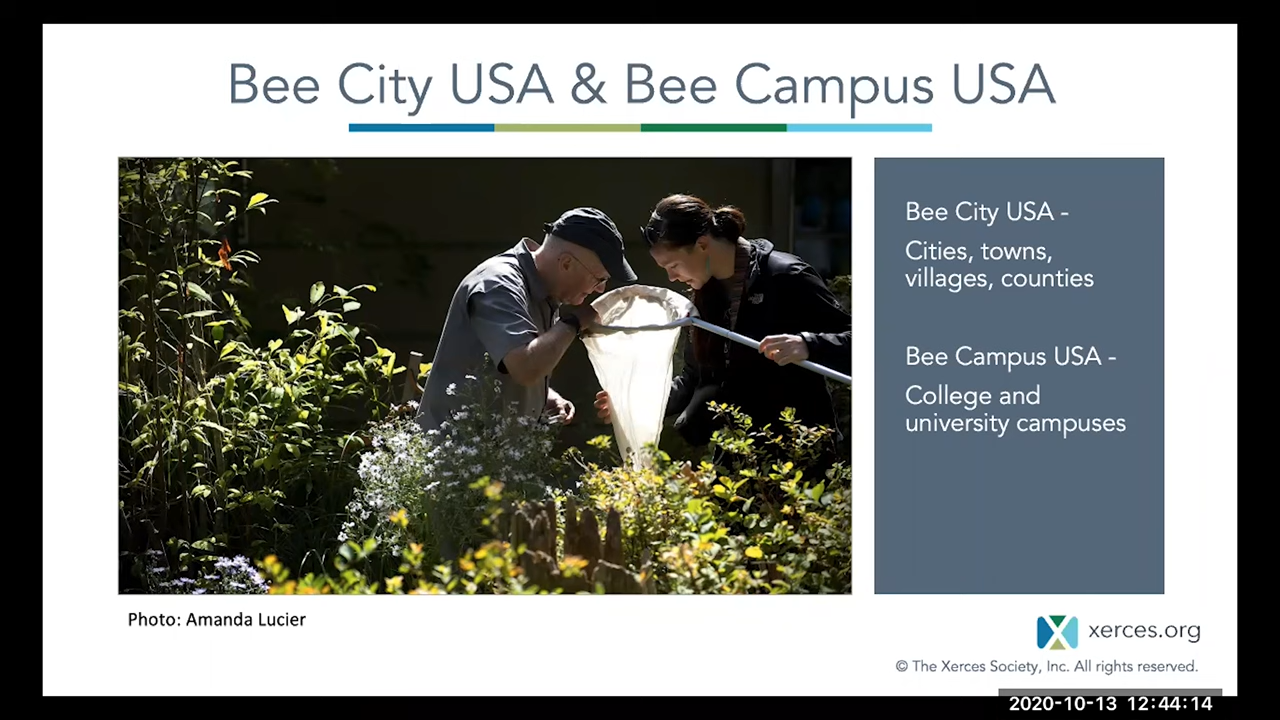 Bee City USA & Bee Campus USA
Bee City USA -
Cities, towns,
villages, counties
Bee Campus USA -
College and
university campuses
Photo: Amanda Lucier
xerces.org
© The Xerces Society, Inc. All rights reserved.
2020-10-13 12:44:14